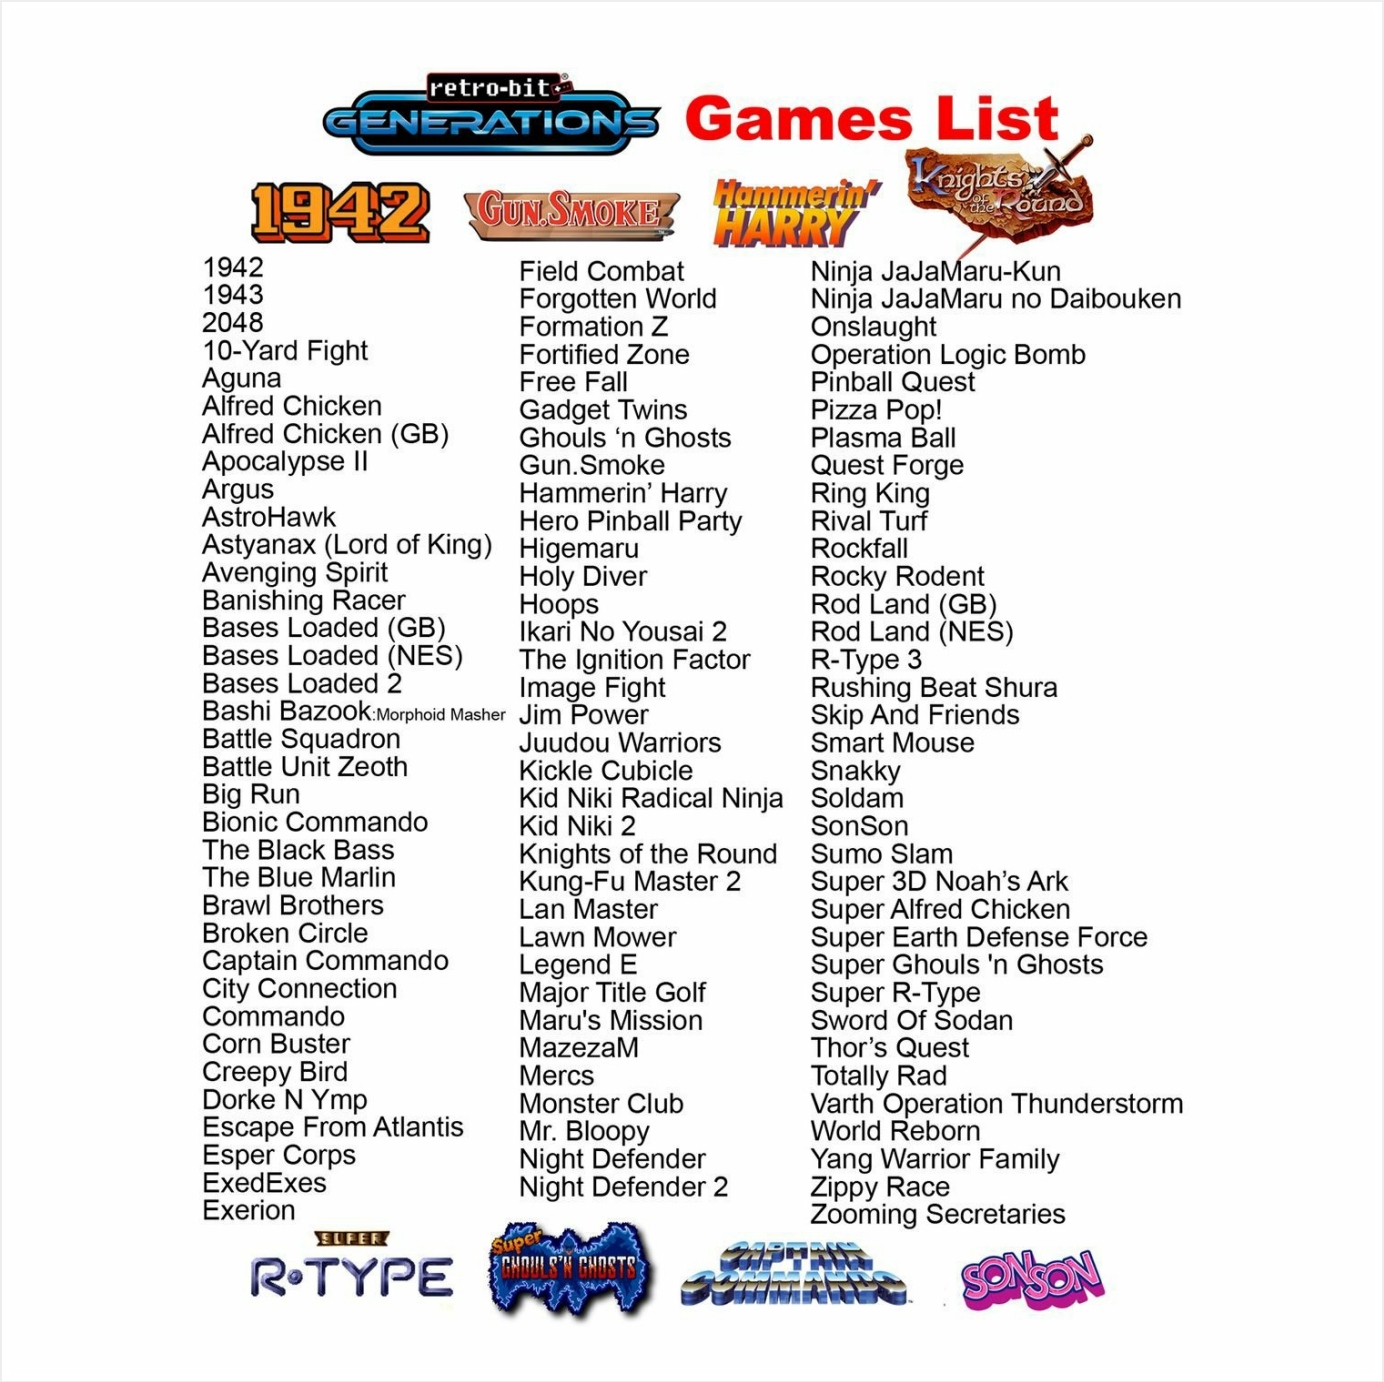 retro-bit®
GENERATIONS
Games List
1942
GUN.SMOKE
Hammerin'
HARRY
Knights
of the Round
1942
1943
2048
10-Yard Fight
Aguna
Alfred Chicken
Alfred Chicken (GB)
Apocalypse II
Argus
AstroHawk
Astyanax (Lord of King)
Avenging Spirit
Banishing Racer
Bases Loaded (GB)
Bases Loaded (NES)
Bases Loaded 2
Bashi Bazook:Morphoid Masher
Battle Squadron
Battle Unit Zeoth
Big Run
Bionic Commando
The Black Bass
The Blue Marlin
Brawl Brothers
Broken Circle
Captain Commando
City Connection
Commando
Corn Buster
Creepy Bird
Dorke N Ymp
Escape From Atlantis
Esper Corps
ExedExes
Exerion
Field Combat
Forgotten World
Formation Z
Fortified Zone
Free Fall
Gadget Twins
Ghouls ‘n Ghosts
Gun.Smoke
Hammerin’ Harry
Hero Pinball Party
Higemaru
Holy Diver
Hoops
Ikari No Yousai 2
The Ignition Factor
Image Fight
Jim Power
Juudou Warriors
Kickle Cubicle
Kid Niki Radical Ninja
Kid Niki 2
Knights of the Round
Kung-Fu Master 2
Lan Master
Lawn Mower
Legend E
Major Title Golf
Maru's Mission
MazezaM
Mercs
Monster Club
Mr. Bloopy
Night Defender
Night Defender 2
Ninja JaJaMaru-Kun
Ninja JaJaMaru no Daibouken
Onslaught
Operation Logic Bomb
Pinball Quest
Pizza Pop!
Plasma Ball
Quest Forge
Ring King
Rival Turf
Rockfall
Rocky Rodent
Rod Land (GB)
Rod Land (NES)
R-Type 3
Rushing Beat Shura
Skip And Friends
Smart Mouse
Snakky
Soldam
SonSon
Sumo Slam
Super 3D Noah’s Ark
Super Alfred Chicken
Super Earth Defense Force
Super Ghouls 'n Ghosts
Super R-Type
Sword Of Sodan
Thor’s Quest
Totally Rad
Varth Operation Thunderstorm
World Reborn
Yang Warrior Family
Zippy Race
Zooming Secretaries
SUPER
R•TYPE
Super
GHOULS'N GHOSTS
CAPTAIN
COMMANDO
SONSON